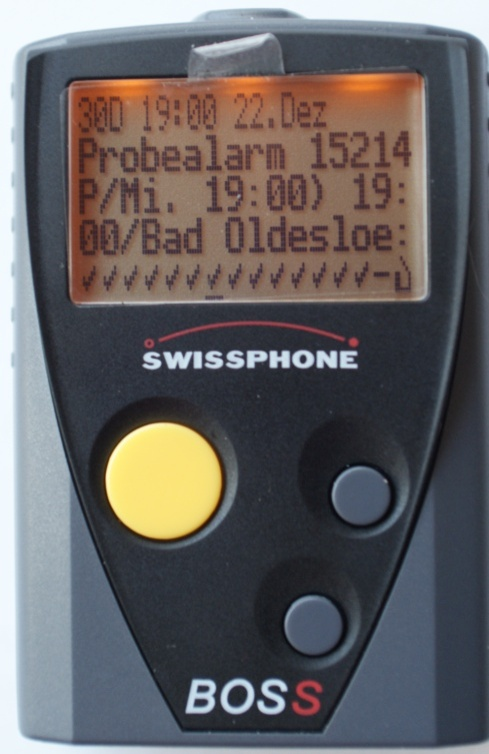 30D 19:00 22.Dez
Probealarm 15214
P/Mi. 19:00) 19:
00/Bad Oldesloe:
✓✓✓✓✓✓✓✓✓✓✓✓✓-
SWISSPHONE
BOSS